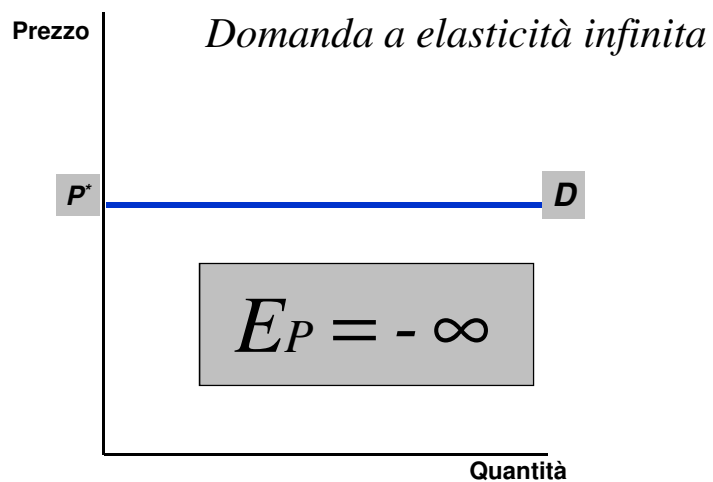 Prezzo
Domanda a elasticità infinita
P*
D
EP = - ∞
Quantità